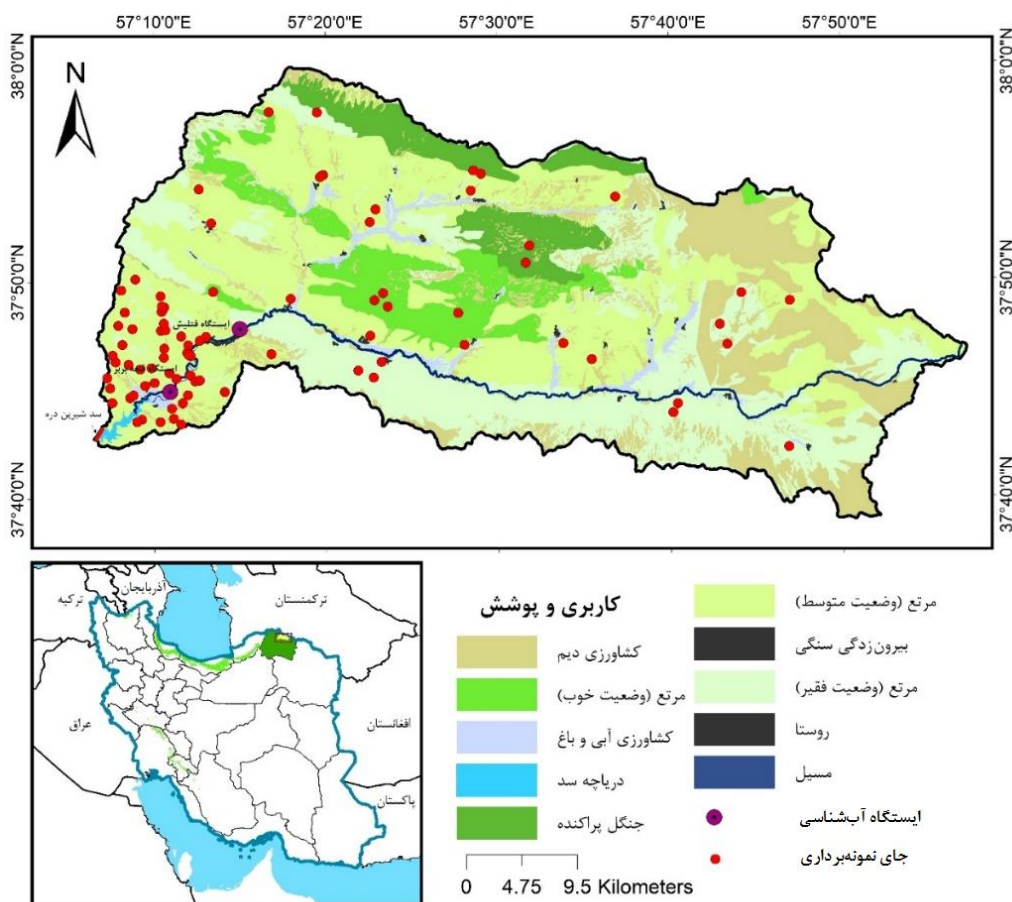 57°10'0"E 57°20'0"E 57°30'0"E 57°40'0"E 57°50'0"E
38°0'0"N 38°0'0"N
N
37°50'0"N 37°50'0"N
ایستگاه قتلیش
ایستگاه
سد شیرین دره
37°40'0"N 37°40'0"N
آذربایجان
ترکیه
ترکمنستان
عراق
افغانستان
پاکستان
کاربری و پوشش
کشاورزی دیم
مرتع (وضعیت خوب)
کشاورزی آبی و باغ
دریاچه سد
جنگل پراکنده
مرتع (وضعیت متوسط)
بیرون‌زدگی سنگی
مرتع (وضعیت فقیر)
روستا
مسیل
ایستگاه آب‌شناسی
جای نمونه‌برداری
0 4.75 9.5 Kilometers